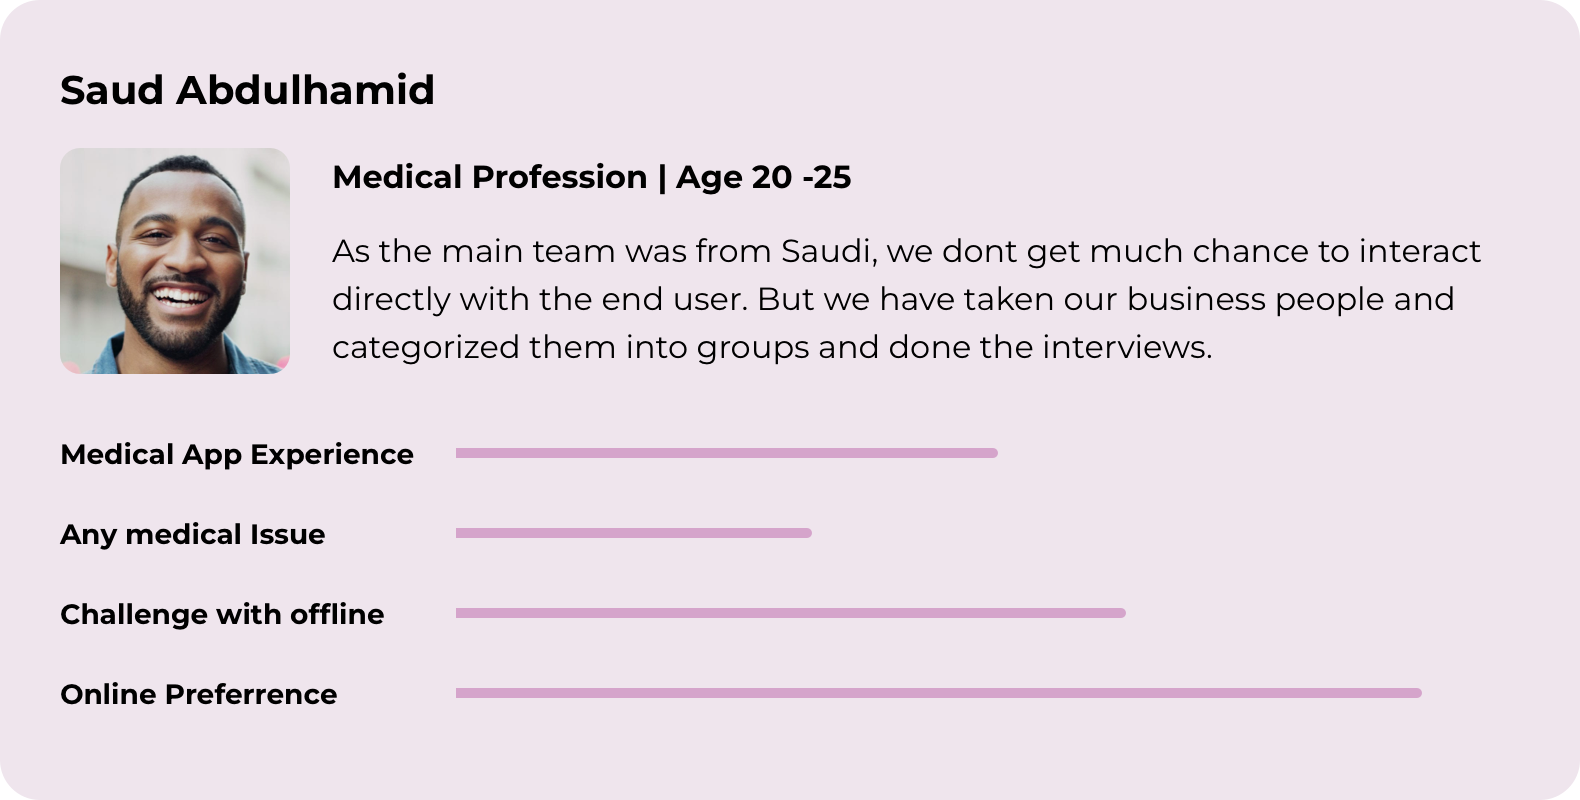 Saud Abdulhamid
Medical Profession | Age 20 -25
As the main team was from Saudi, we dont get much chance to interact
directly with the end user. But we have taken our business people and
categorized them into groups and done the interviews.
Medical App Experience
Any medical Issue
Challenge with offline
Online Preferrence